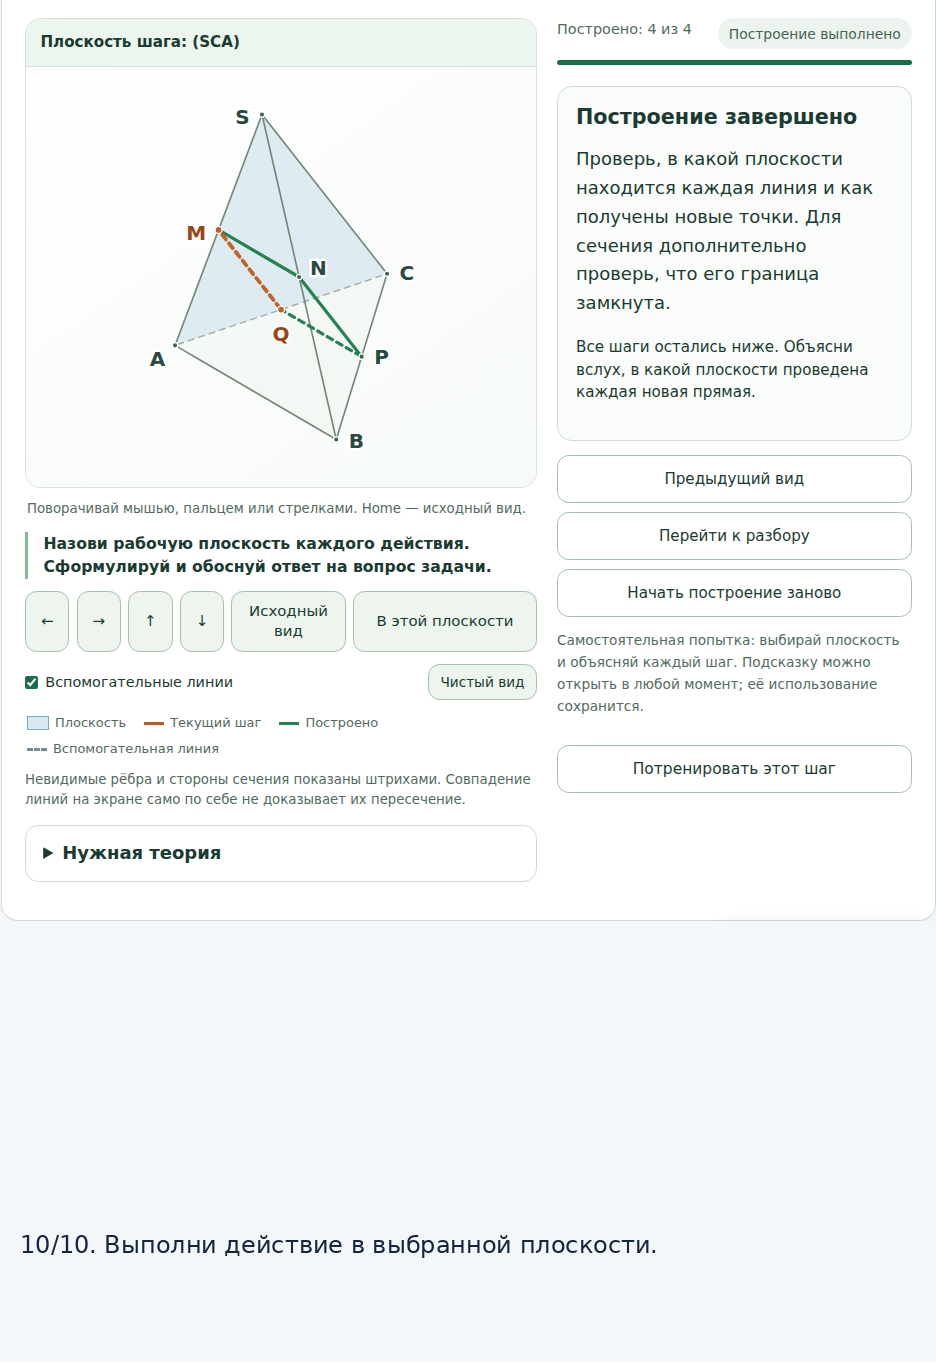 Плоскость шага: (SCA)
S
M
N
C
Q
A
P
B
Поворачивай мышью, пальцем или стрелками. Home — исходный вид.
Назови рабочую плоскость каждого действия.
Сформулируй и обоснуй ответ на вопрос задачи.
←
→
↑
↓
Исходный
вид
В этой плоскости
Вспомогательные линии
Чистый вид
Плоскость
Текущий шаг
Построено
Вспомогательная линия
Невидимые рёбра и стороны сечения показаны штрихами. Совпадение
линий на экране само по себе не доказывает их пересечение.
Нужная теория
Построено: 4 из 4
Построение выполнено
Построение завершено
Проверь, в какой плоскости
находится каждая линия и как
получены новые точки. Для
сечения дополнительно
проверь, что его граница
замкнута.
Все шаги остались ниже. Объясни
вслух, в какой плоскости проведена
каждая новая прямая.
Предыдущий вид
Перейти к разбору
Начать построение заново
Самостоятельная попытка: выбирай плоскость
и объясняй каждый шаг. Подсказку можно
открыть в любой момент; её использование
сохранится.
Потренировать этот шаг
10/10. Выполни действие в выбранной плоскости.